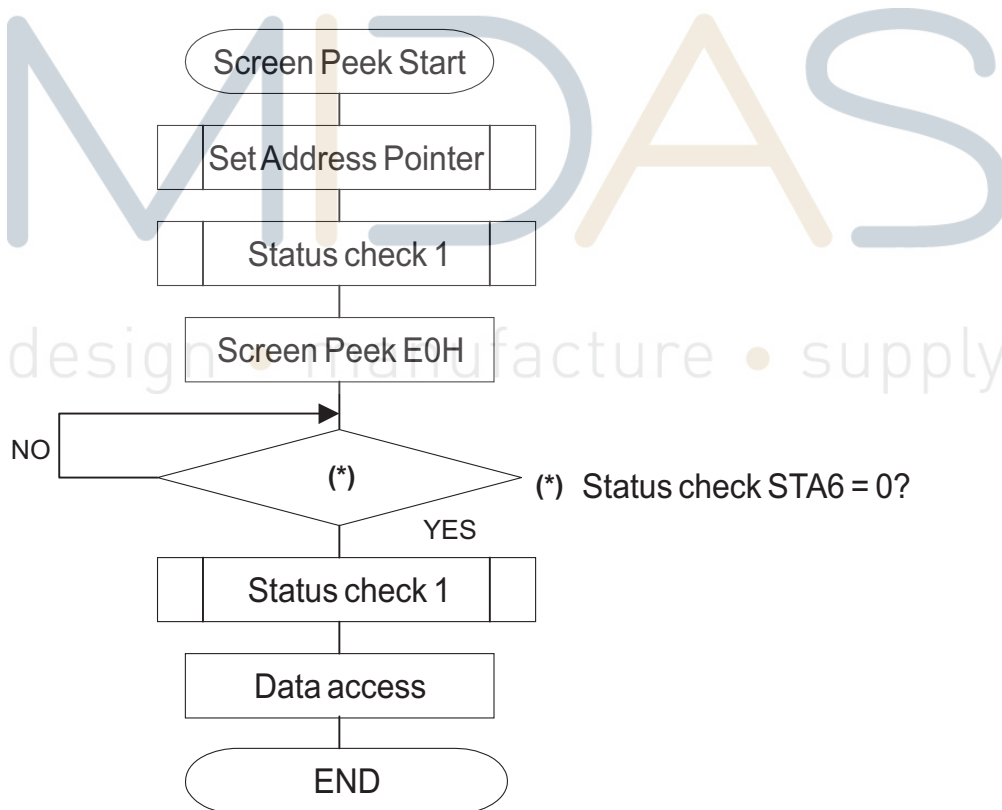 MIDAS
design • manufacture • supply
Screen Peek Start
Set Address Pointer
Status check 1
Screen Peek E0H
NO
(*)
(*) Status check STA6 = 0?
YES
Status check 1
Data access
END